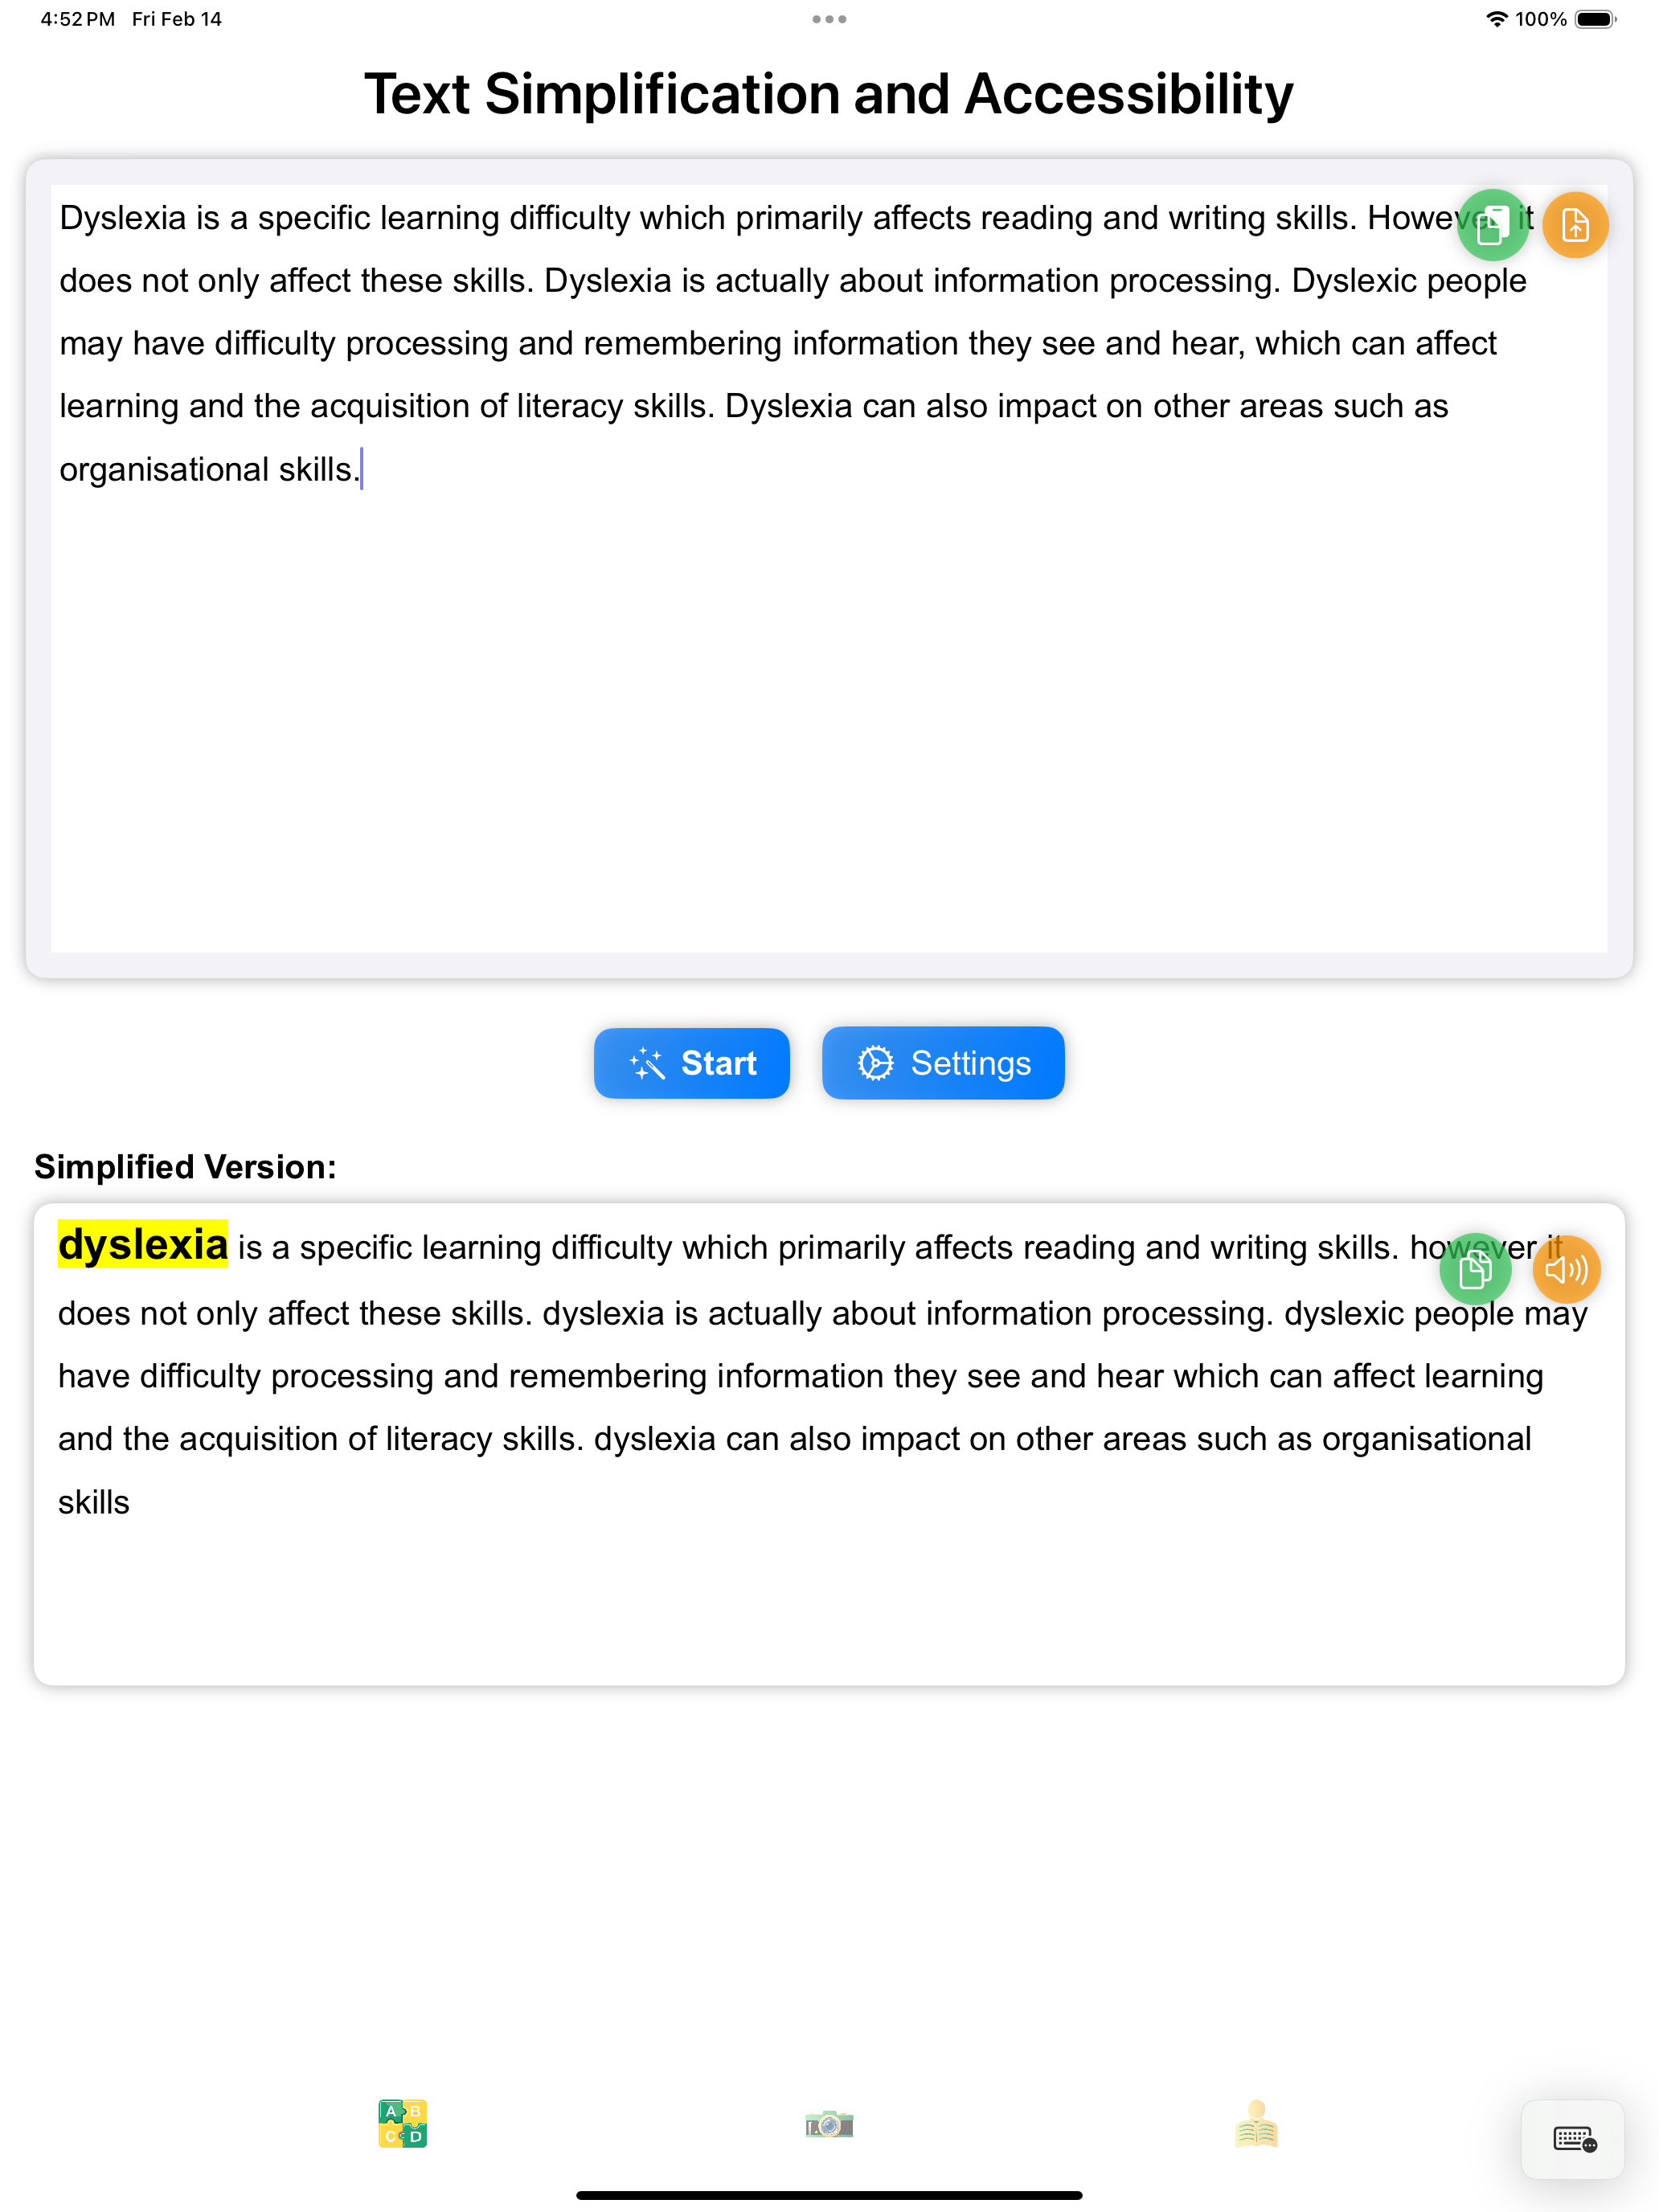 4:52 PM Fri Feb 14
100%
Text Simplification and Accessibility
Dyslexia is a specific learning difficulty which primarily affects reading and writing skills. However it
does not only affect these skills. Dyslexia is actually about information processing. Dyslexic people
may have difficulty processing and remembering information they see and hear, which can affect
learning and the acquisition of literacy skills. Dyslexia can also impact on other areas such as
organisational skills.
Start
Settings
Simplified Version:
dyslexia is a specific learning difficulty which primarily affects reading and writing skills. however it
does not only affect these skills. dyslexia is actually about information processing. dyslexic people may
have difficulty processing and remembering information they see and hear which can affect learning
and the acquisition of literacy skills. dyslexia can also impact on other areas such as organisational
skills
A B
C D